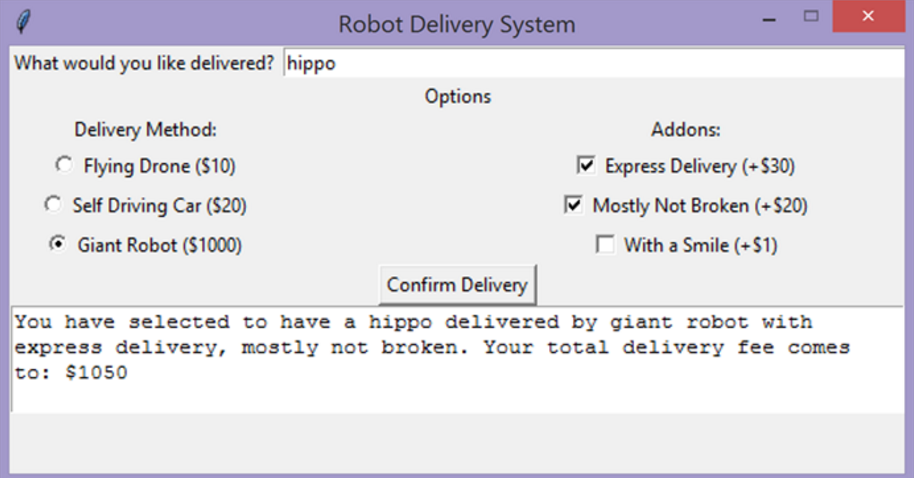 Robot Delivery System
What would you like delivered? hippo
Options
Delivery Method: Addons:
Flying Drone ($10) Express Delivery (+$30)
Self Driving Car ($20) Mostly Not Broken (+$20)
Giant Robot ($1000) With a Smile (+$1)
Confirm Delivery
You have selected to have a hippo delivered by giant robot with
express delivery, mostly not broken. Your total delivery fee comes
to: $1050